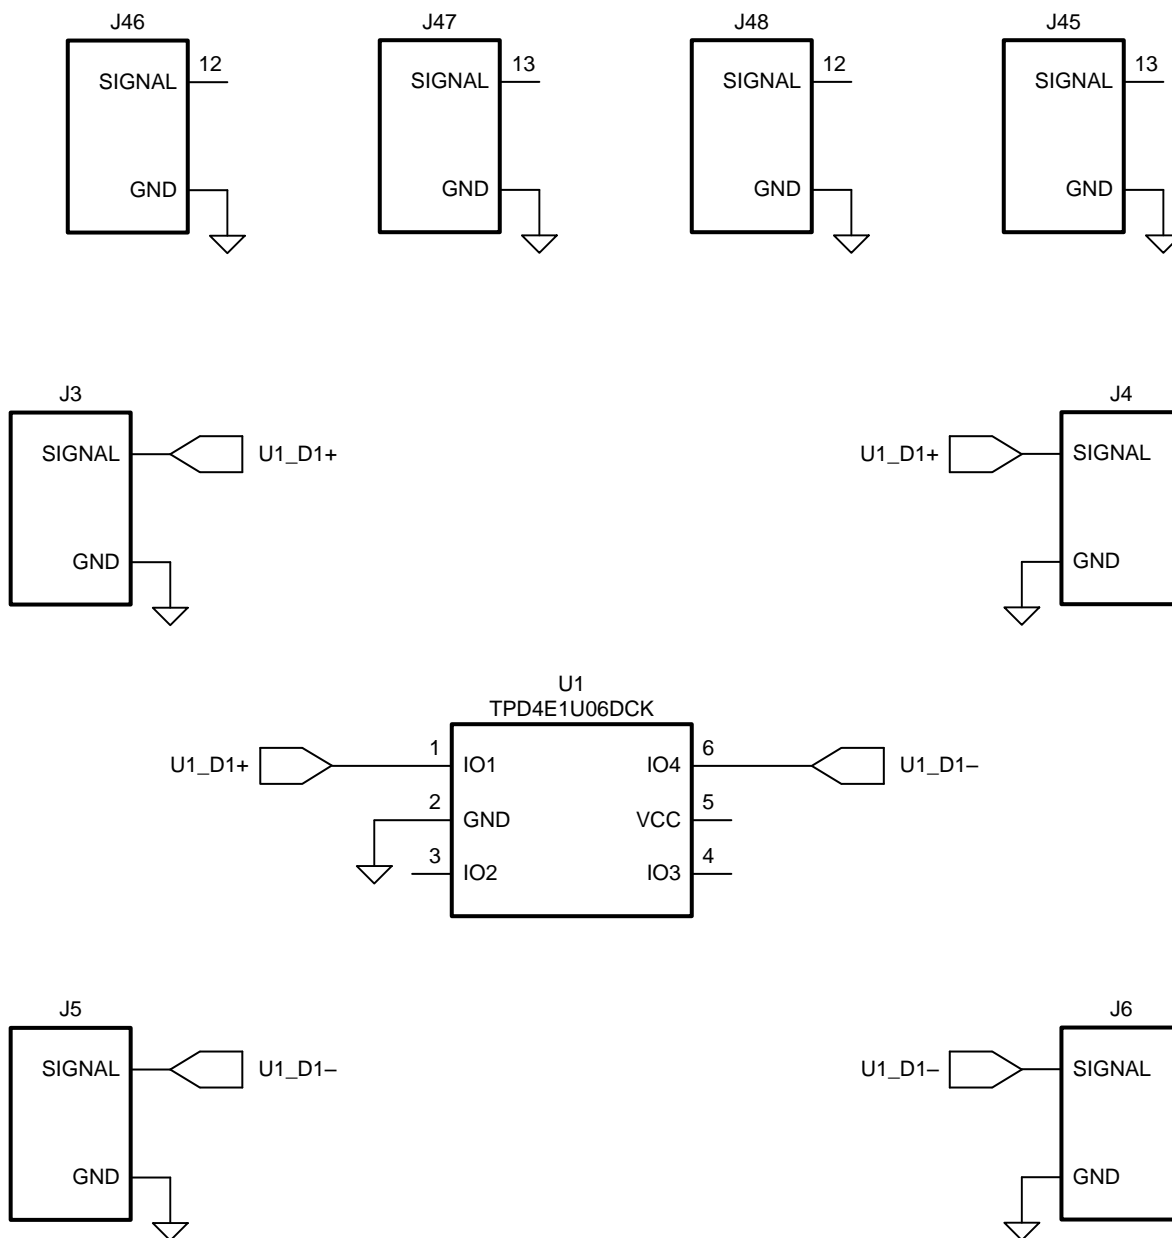 J46
J47
J48
J45
SIGNAL 12
SIGNAL 13
SIGNAL 12
SIGNAL 13
GND
GND
GND
GND
J3
J4
SIGNAL U1_D1+
U1_D1+ SIGNAL
GND
GND
U1
TPD4E1U06DCK
U1_D1+ 1 IO1 IO4 6 U1_D1–
2 GND VCC 5
3 IO2 IO3 4
J5
J6
SIGNAL U1_D1–
U1_D1– SIGNAL
GND
GND